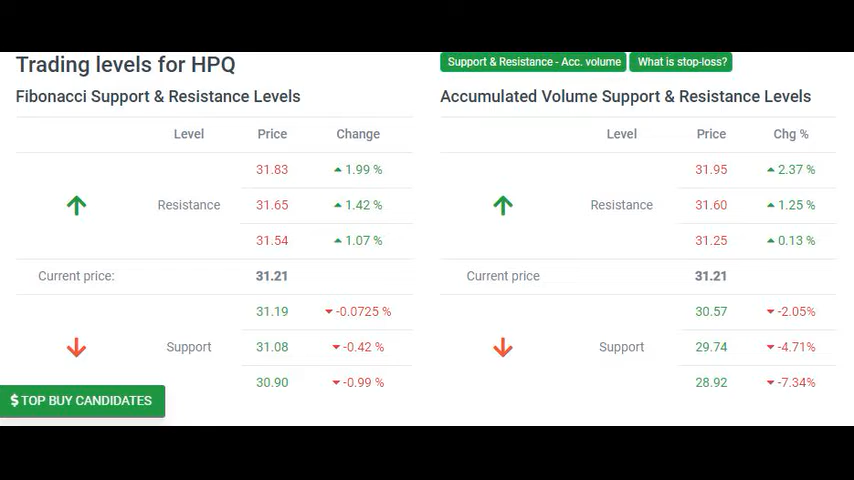 Trading levels for HPQ
Support & Resistance - Acc. volume What is stop-loss?
Fibonacci Support & Resistance Levels
Level Price Change
31.83 1.99 %
Resistance 31.65 1.42 %
31.54 1.07 %
Current price: 31.21
31.19 -0.0725 %
Support 31.08 -0.42 %
30.90 -0.99 %
Accumulated Volume Support & Resistance Levels
Level Price Chg %
31.95 2.37 %
Resistance 31.60 1.25 %
31.25 0.13 %
Current price 31.21
30.57 -2.05%
Support 29.74 -4.71%
28.92 -7.34%
$ TOP BUY CANDIDATES